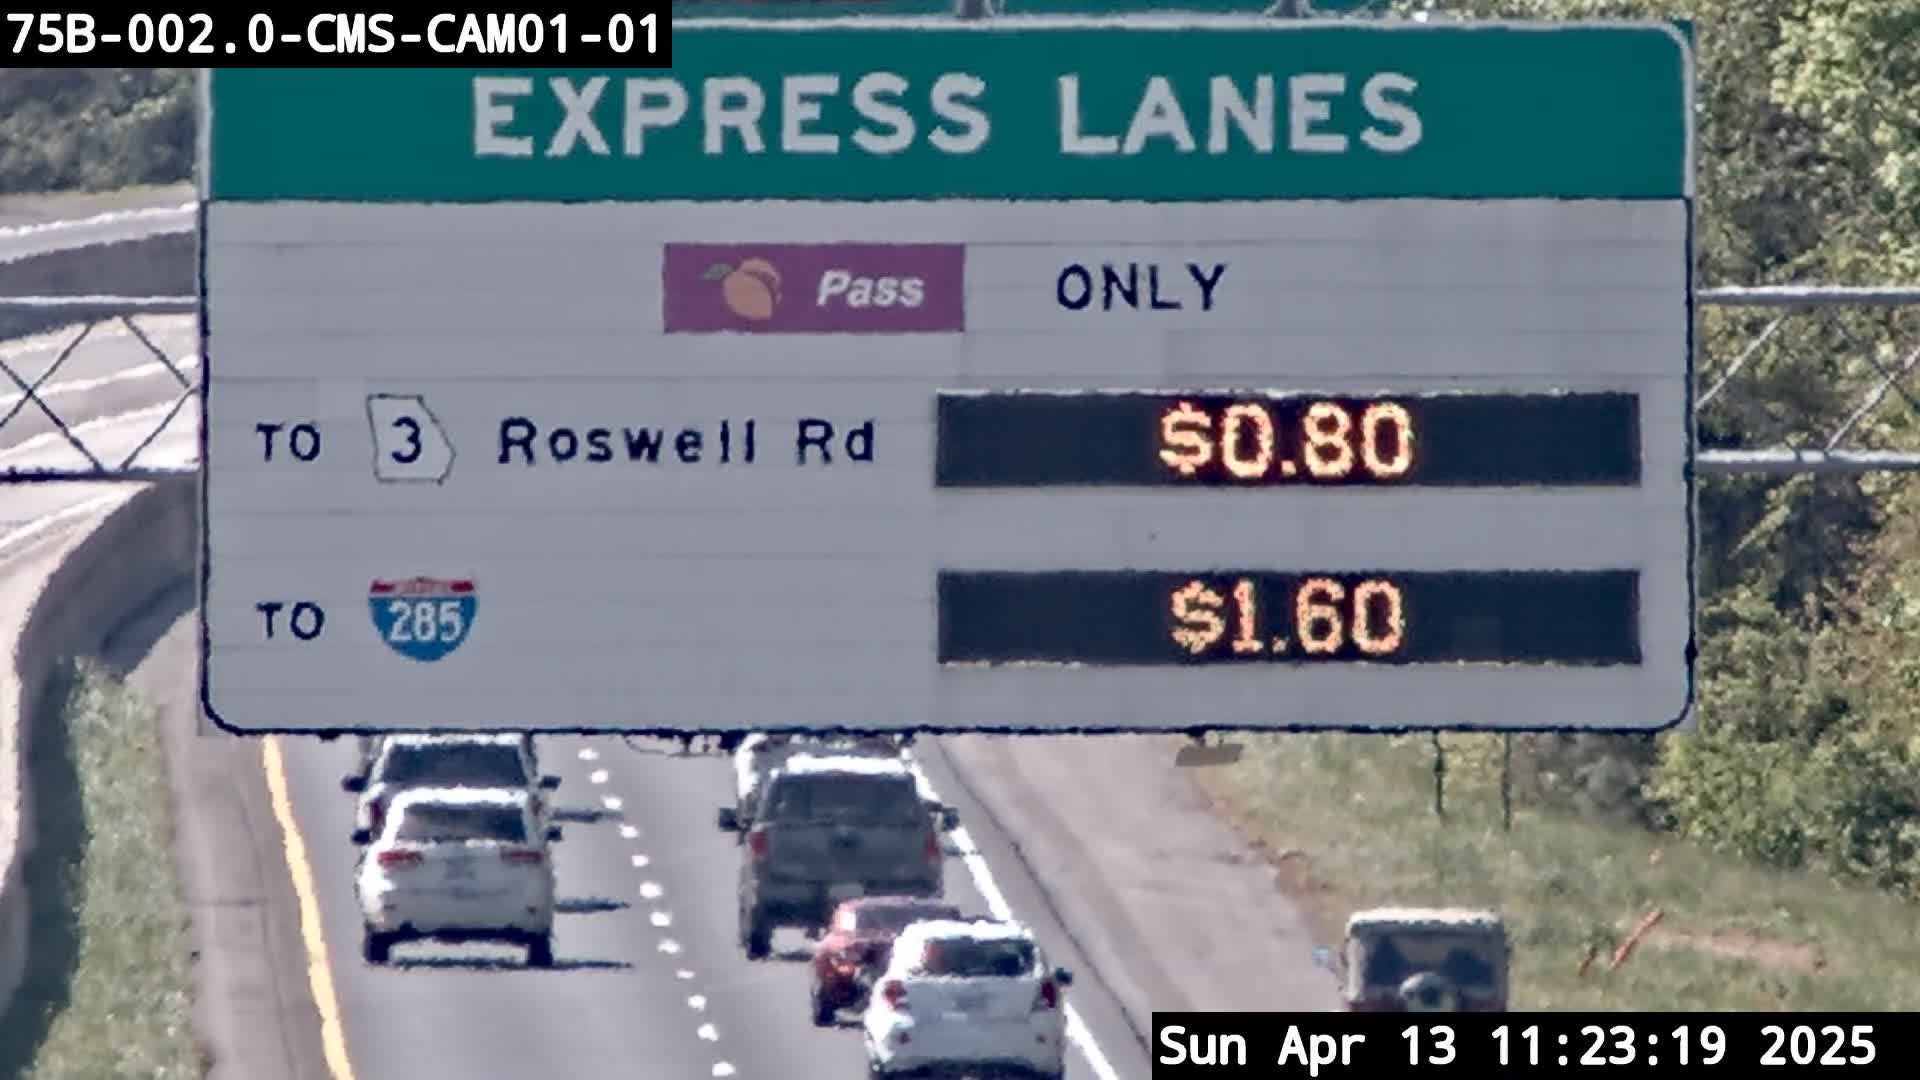 75B-002.0-CMS-CAM01-01
EXPRESS LANES
Pass ONLY
TO 3 Roswell Rd $0.80
TO 285 $1.60
Sun Apr 13 11:23:19 2025